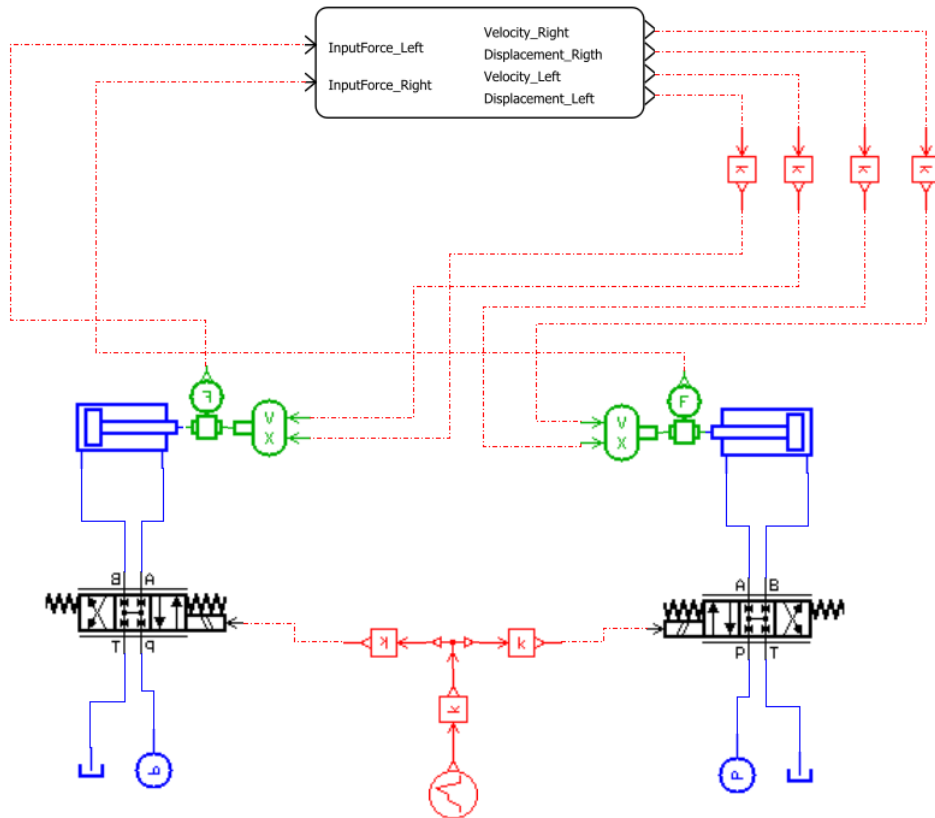 InputForce_Left
InputForce_Right
Velocity_Right
Displacement_Rigth
Velocity_Left
Displacement_Left
k k k k
F F
V V
X X
B A A B
T P P T
k k
k
P P